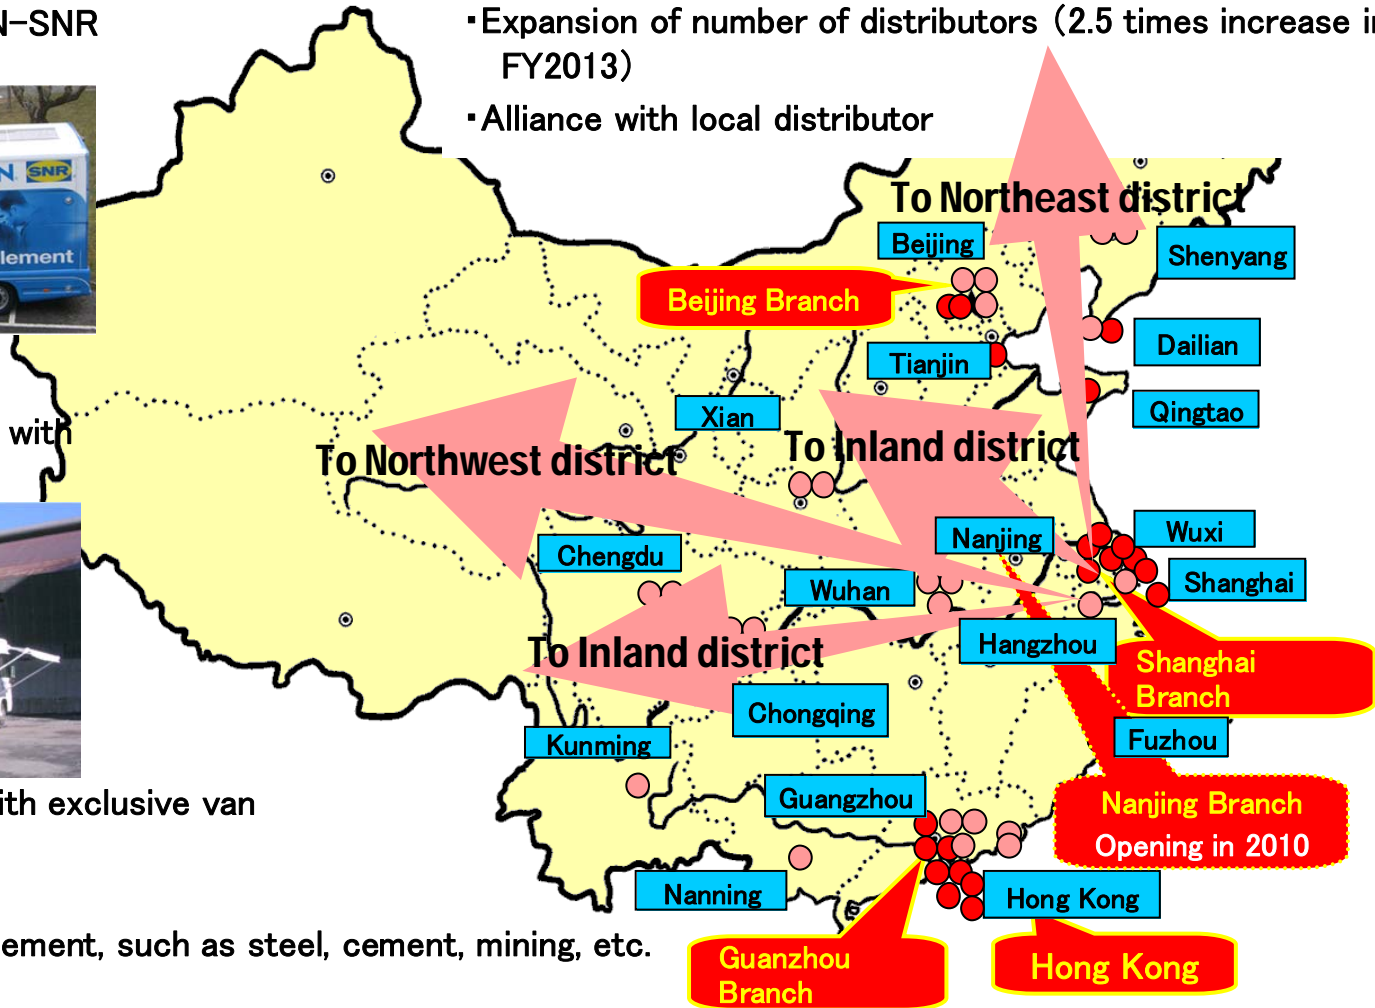 N-SNR
・Expansion of number of distributors (2.5 times increase in
FY2013)
・Alliance with local distributor
SNR
lement
To Northeast district
Beijing
Shenyang
Beijing Branch
Dailian
Tianjin
Qingtao
Xian
with
To Northwest district
To Inland district
Nanjing
Wuxi
Chengdu
Wuhan
Shanghai
Hangzhou
To Inland district
Shanghai
Branch
Chongqing
Kunming
Fuzhou
ith exclusive van
Guangzhou
Nanjing Branch
Opening in 2010
Nanning
Hong Kong
ement, such as steel, cement, mining, etc.
Guanzhou
Branch
Hong Kong